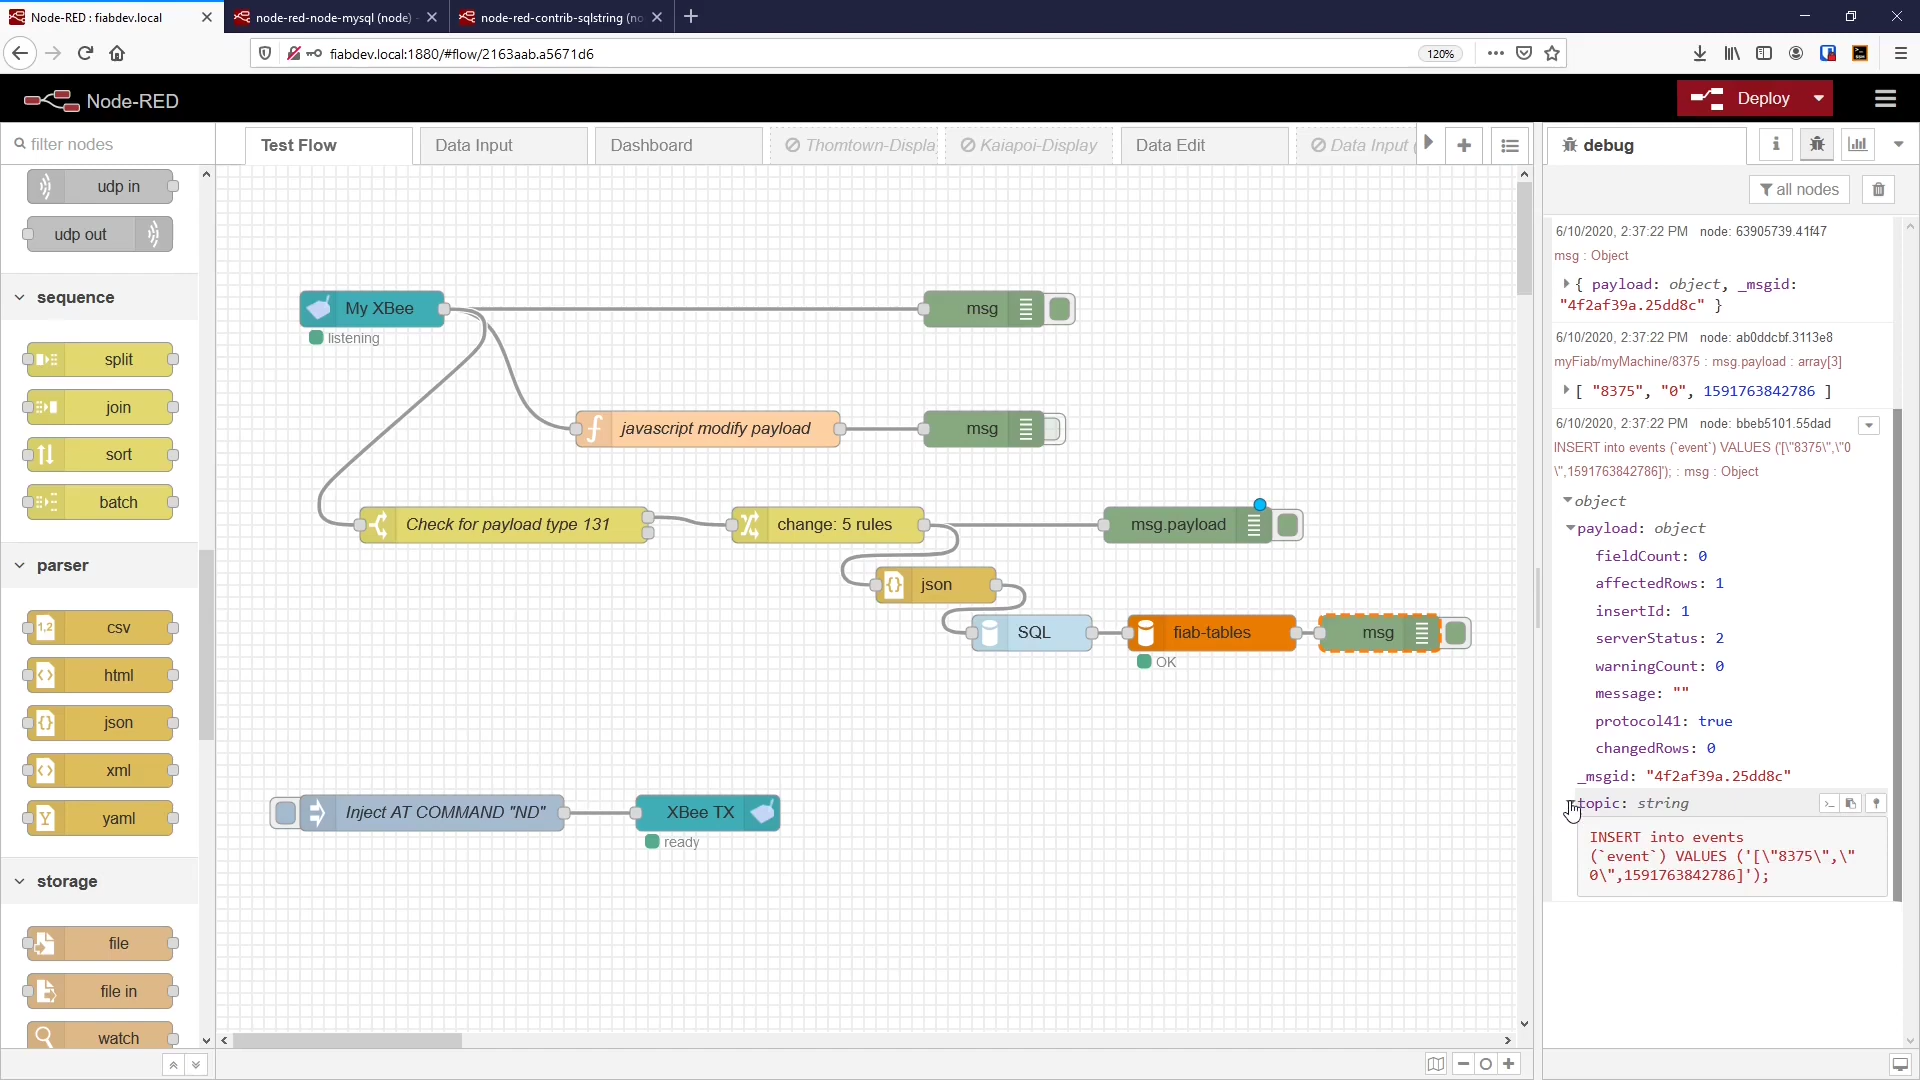 Node-RED : fiabdev.local
node-red-node-mysql (node)
node-red-contrib-sqlstring (no
fiabdev.local:1880/#flow/2163aab.a5671d6
120%
Node-RED
Deploy
filter nodes
Test Flow
Data Input
Dashboard
Thomtown-Displa
Kaiapoi-Display
Data Edit
Data Input (
debug
i
all nodes
udp in
udp out
sequence
split
join
sort
batch
parser
csv
html
json
xml
yaml
storage
file
file in
watch
My XBee
listening
msg
javascript modify payload
msg
Check for payload type 131
change: 5 rules
msg.payload
json
SQL
fiab-tables
OK
msg
Inject AT COMMAND "ND"
XBee TX
ready
6/10/2020, 2:37:22 PM node: 63905739.41f47
msg : Object
{ payload: object, _msgid:
"4f2af39a.25dd8c" }
6/10/2020, 2:37:22 PM node: ab0ddcbf.3113e8
myFiab/myMachine/8375 : msg.payload : array[3]
[ "8375", "0", 1591763842786 ]
6/10/2020, 2:37:22 PM node: bbeb5101.55dad
INSERT into events (`event`) VALUES ('[\"8375\",\"0
\",1591763842786]'); : msg : Object
object
payload: object
fieldCount: 0
affectedRows: 1
insertId: 1
serverStatus: 2
warningCount: 0
message: ""
protocol41: true
changedRows: 0
_msgid: "4f2af39a.25dd8c"
topic: string
INSERT into events
(`event`) VALUES ('[\"8375\",\"
0\",1591763842786]');